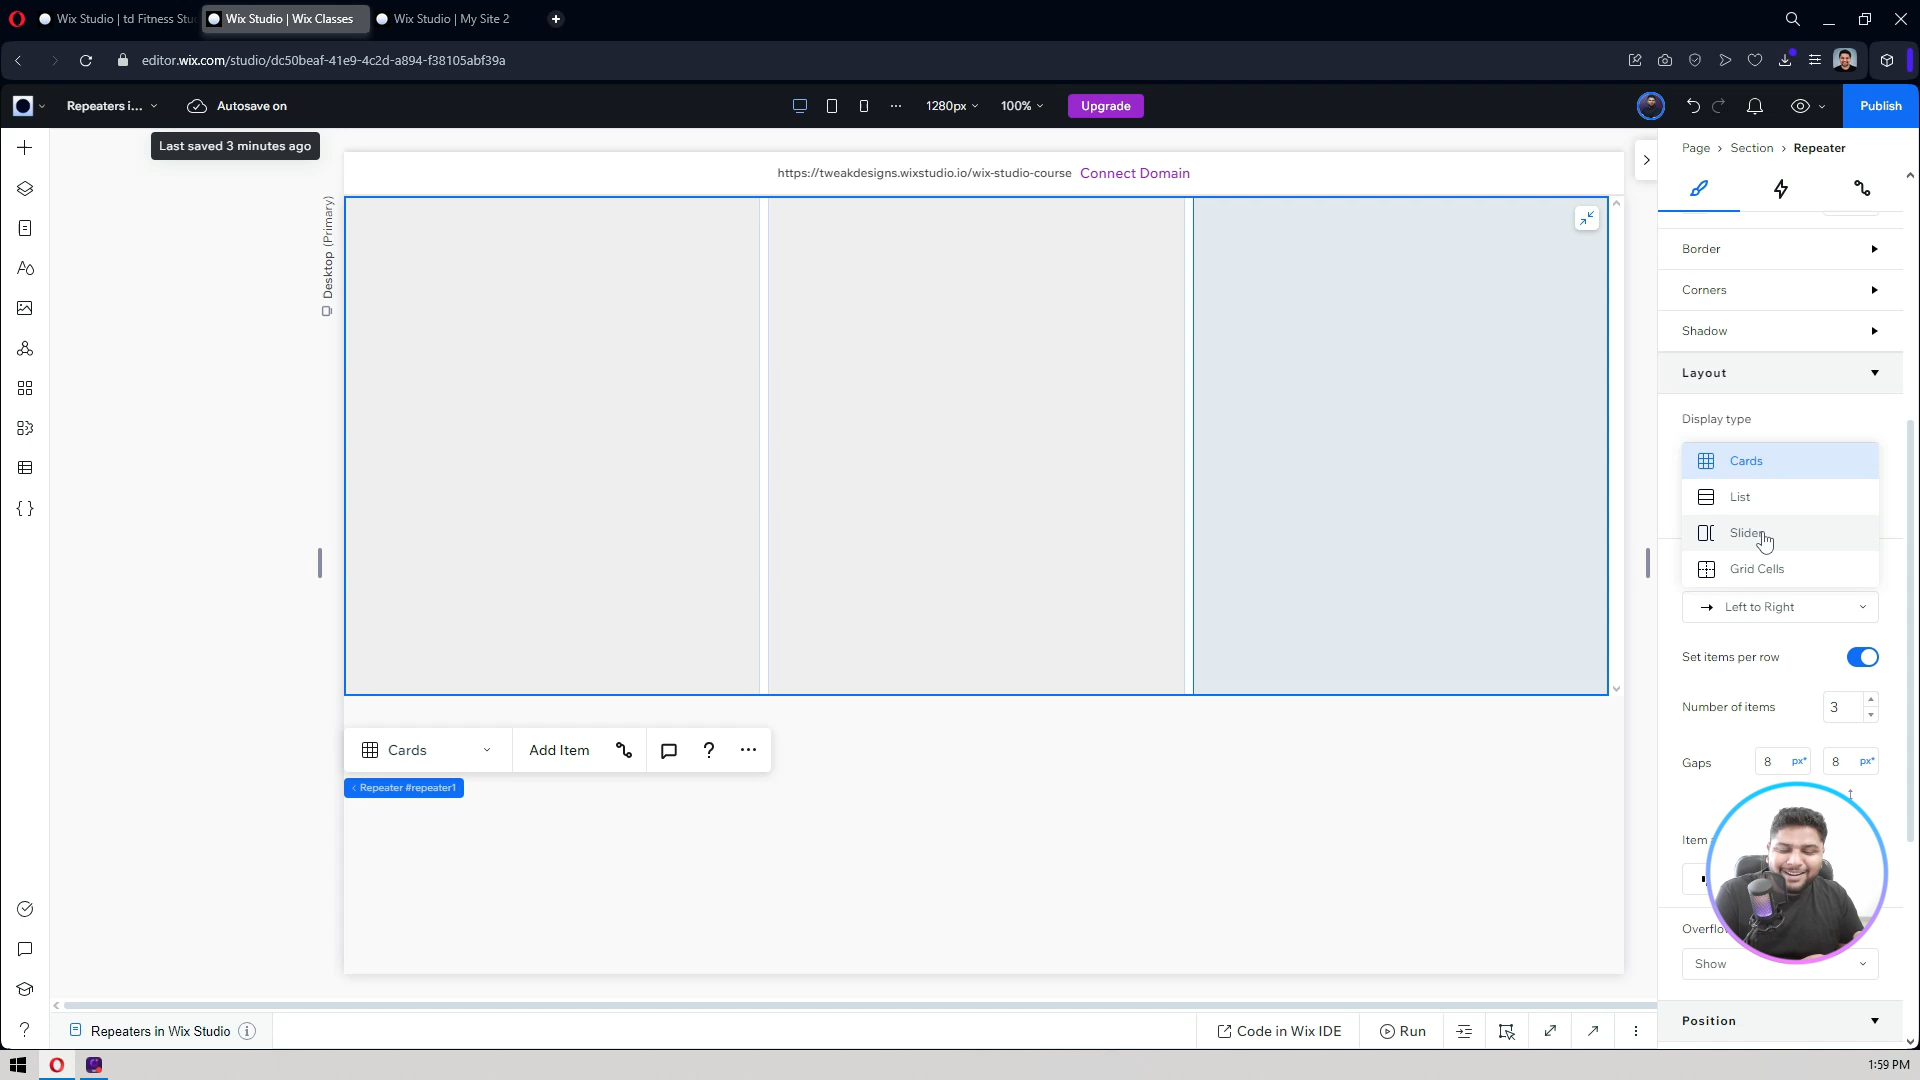 Wix Studio | td Fitness Stu
Wix Studio | Wix Classes
Wix Studio | My Site 2
editor.wix.com/studio/dc50beaf-41e9-4c2d-a894-f38105abf39a
Repeaters i...
Autosave on
1280px
100%
Upgrade
Publish
Last saved 3 minutes ago
https://tweakdesigns.wixstudio.io/wix-studio-course Connect Domain
Desktop (Primary)
Page > Section > Repeater
Border
Corners
Shadow
Layout
Display type
Cards
List
Slider
Grid Cells
Left to Right
Set items per row
Number of items 3
Gaps 8 px* 8 px*
Item
Overflow
Show
Position
Cards
Add Item
?
< Repeater #repeater1
Repeaters in Wix Studio
Code in Wix IDE
Run
1:59 PM